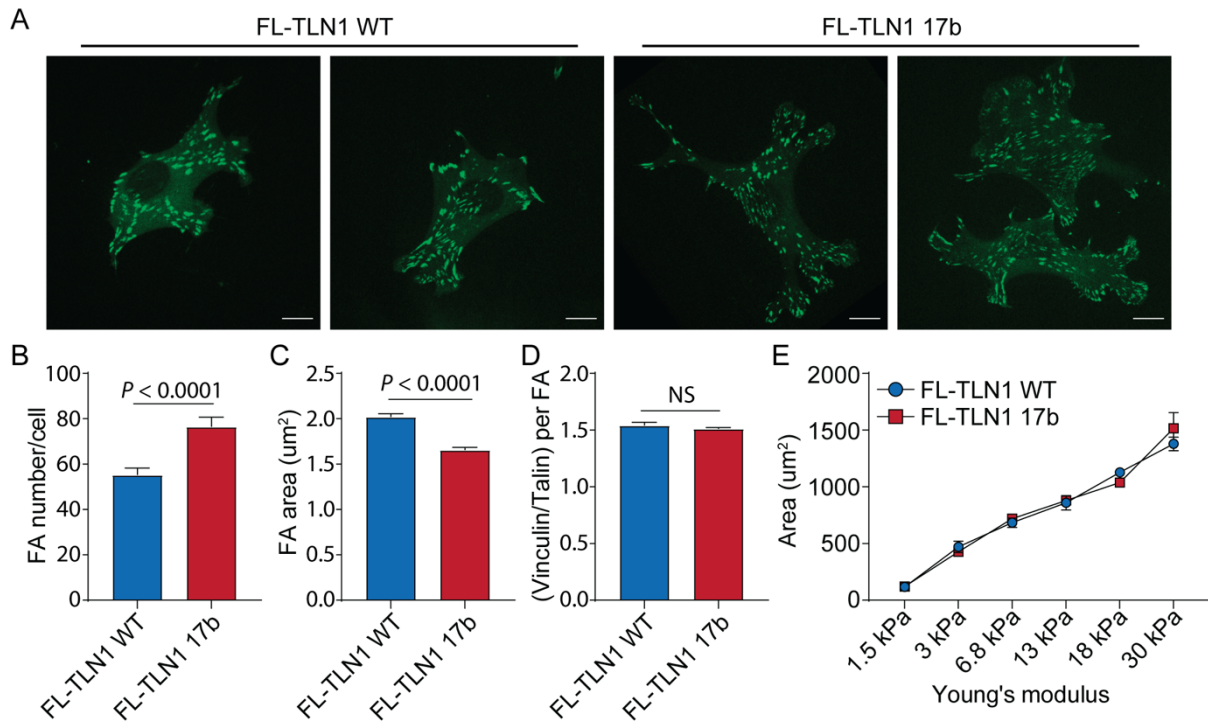 A
FL-TLN1 WT
FL-TLN1 17b
B
FA number/cell
100
80
60
40
20
0
P < 0.0001
FL-TLN1 WT
FL-TLN1 17b
C
FA area (um²)
2.5
2.0
1.5
1.0
0.5
0.0
P < 0.0001
FL-TLN1 WT
FL-TLN1 17b
D
(Vinculin/Talin) per FA
2.0
1.5
1.0
0.5
0.0
NS
FL-TLN1 WT
FL-TLN1 17b
E
Area (um²)
2000
1500
1000
500
0
FL-TLN1 WT
FL-TLN1 17b
1.5 kPa
3 kPa
6.8 kPa
13 kPa
18 kPa
30 kPa
Young's modulus